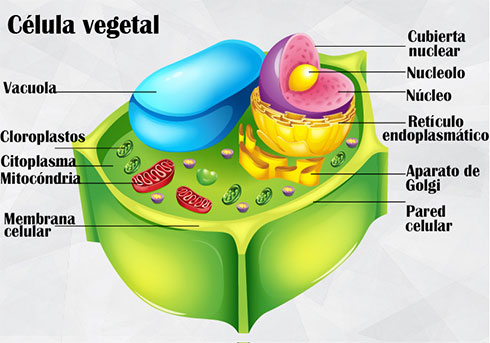 Célula vegetal
Vacuola
Cloroplastos
Citoplasma
Mitocóndria
Membrana
celular
Cubierta
nuclear
Nucleolo
Núcleo
Retículo
endoplasmático
Aparato de
Golgi
Pared
celular